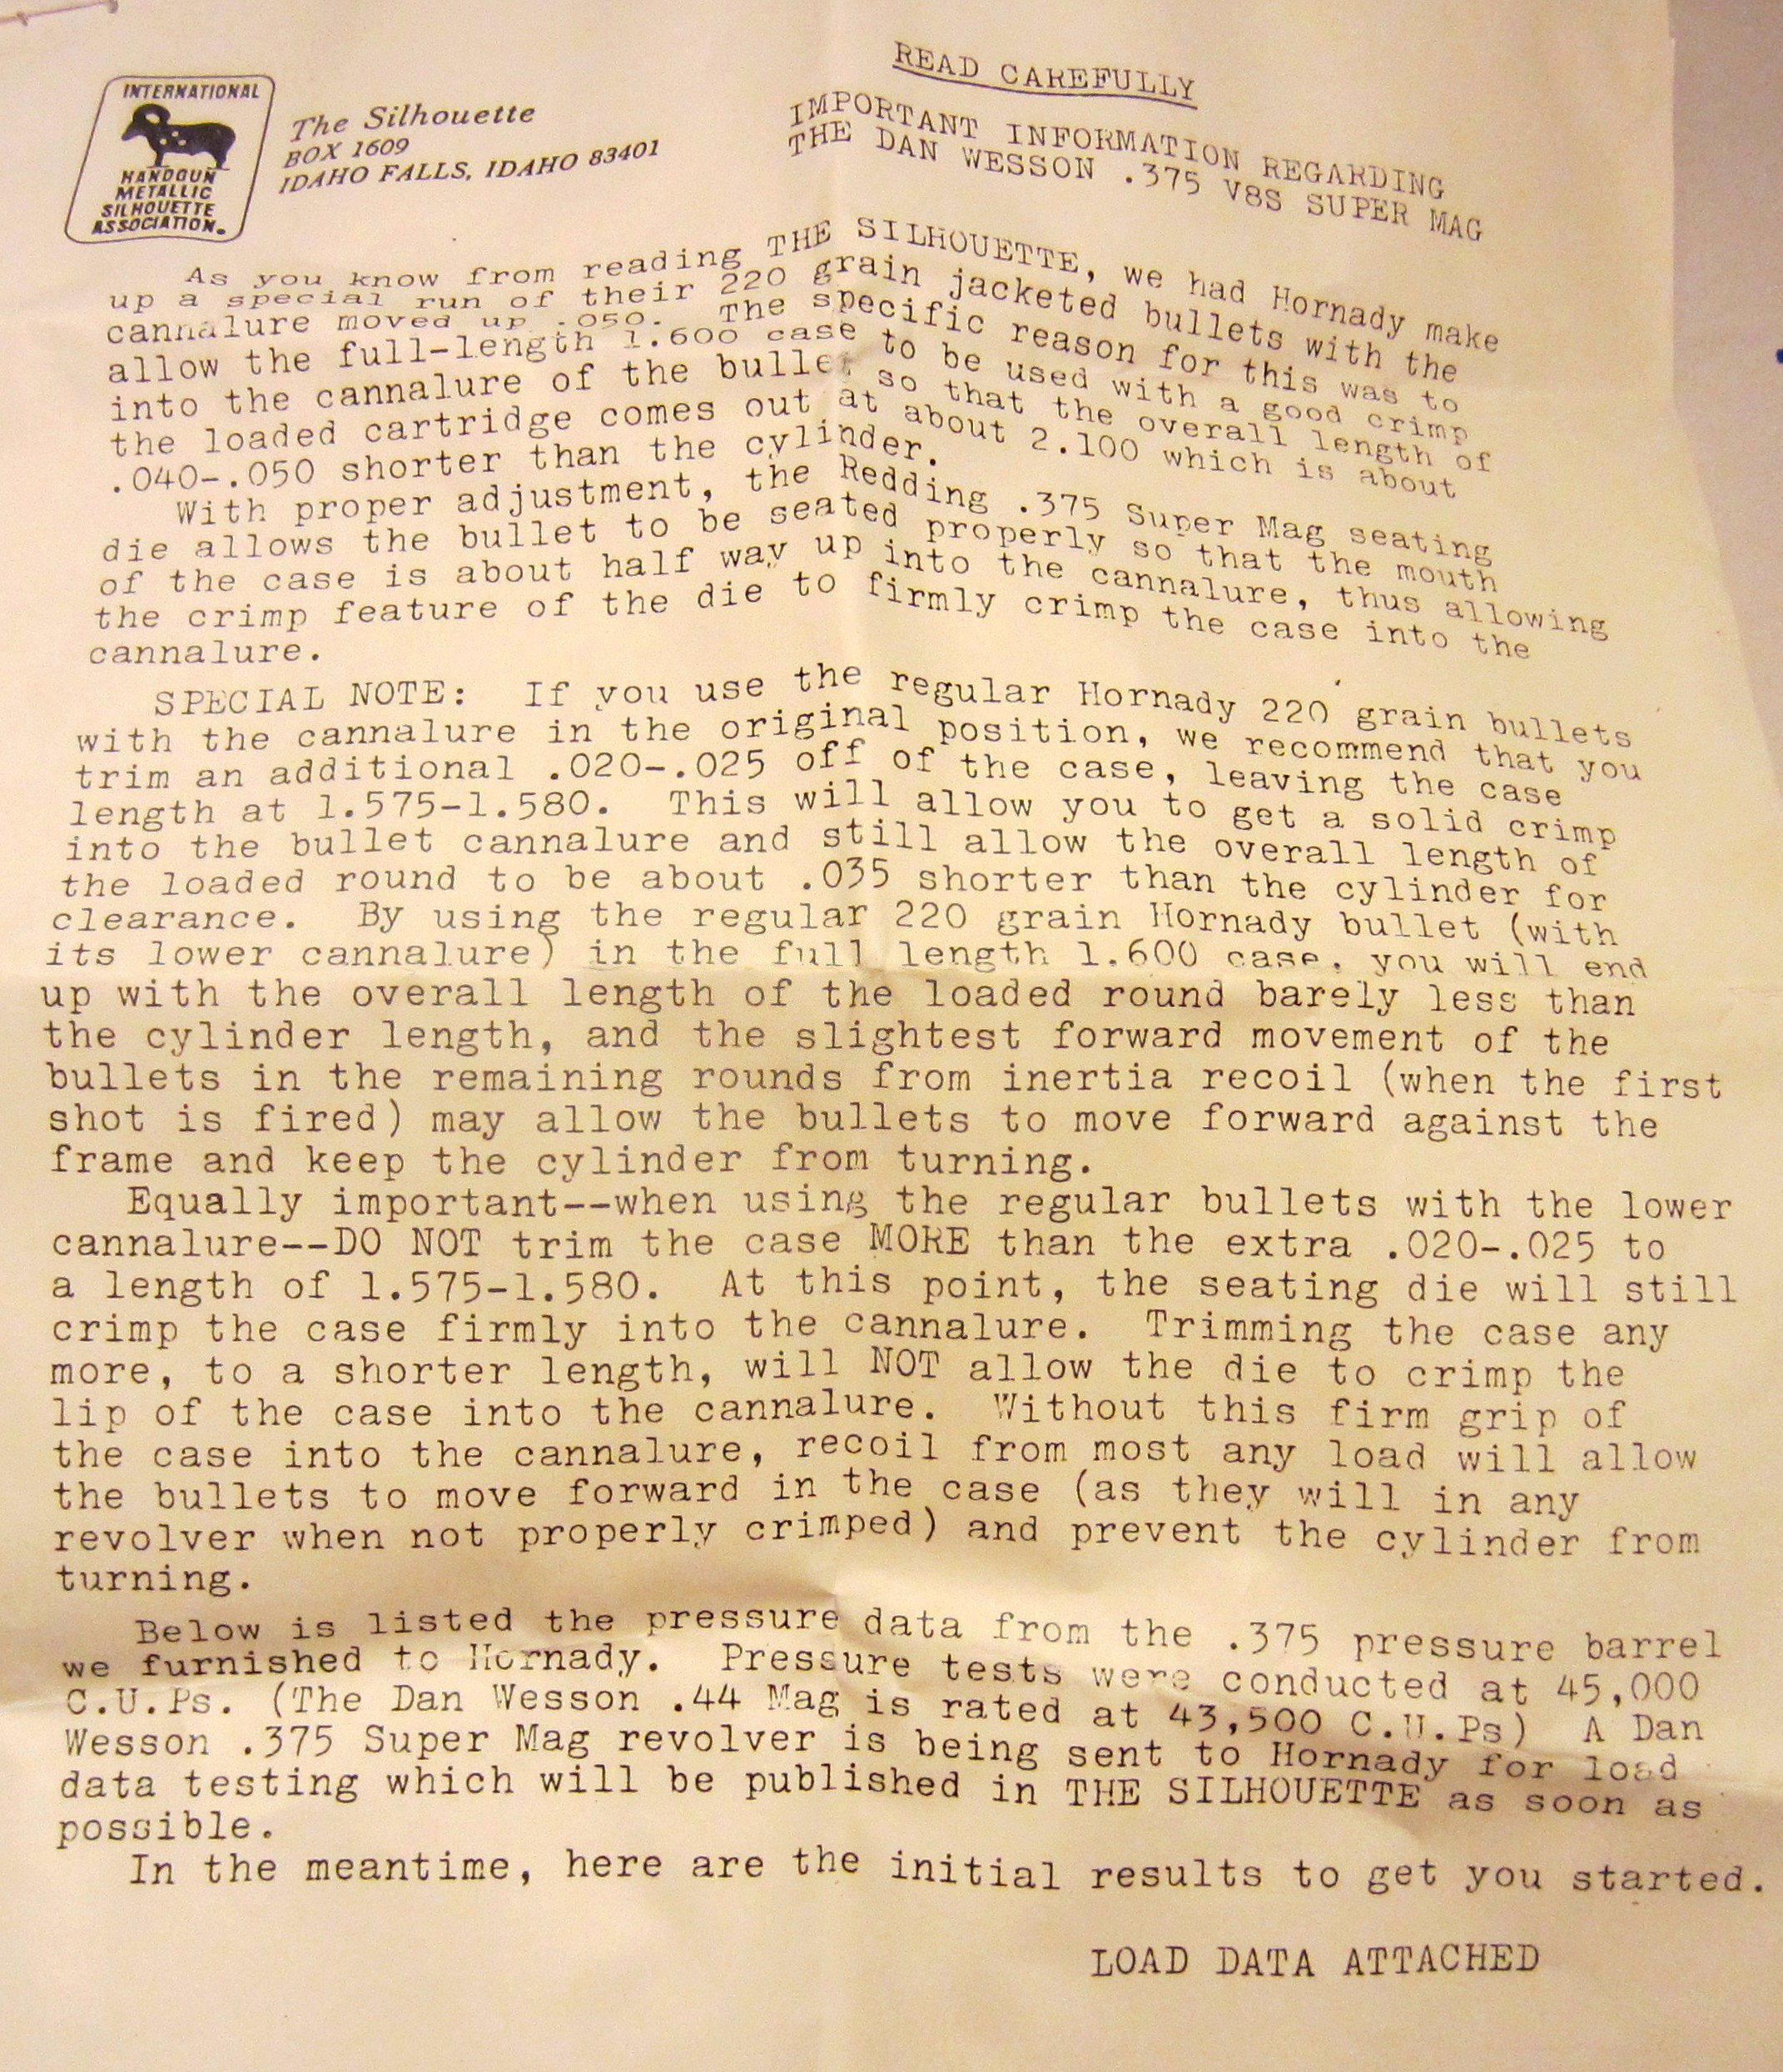 INTERNATIONAL
HANDGUN
METALLIC
SILHOUETTE
ASSOCIATION.
The Silhouette
BOX 1609
IDAHO FALLS, IDAHO 83401
READ CAREFULLY
IMPORTANT INFORMATION REGARDING
THE DAN WESSON .375 V8S SUPER MAG
As you know from reading THE SILHOUETTE, we had Hornady make
up a special run of their 220 grain jacketed bullets with the
cannalure moved up .050. The specific reason for this was to
allow the full-length 1.600 case to be used with a good crimp
into the cannalure of the bullet so that the overall length of
the loaded cartridge comes out at about 2.100 which is about
.040-.050 shorter than the cylinder.
With proper adjustment, the Redding .375 Super Mag seating
die allows the bullet to be seated properly so that the mouth
of the case is about half way up into the cannalure, thus allowing
the crimp feature of the die to firmly crimp the case into the
cannalure.
SPECIAL NOTE: If you use the regular Hornady 220 grain bullets
with the cannalure in the original position, we recommend that you
trim an additional .020-.025 off of the case, leaving the case
length at 1.575-1.580. This will allow you to get a solid crimp
into the bullet cannalure and still allow the overall length of
the loaded round to be about .035 shorter than the cylinder for
clearance. By using the regular 220 grain Hornady bullet (with
its lower cannalure) in the full length 1.600 case, you will end
up with the overall length of the loaded round barely less than
the cylinder length, and the slightest forward movement of the
bullets in the remaining rounds from inertia recoil (when the first
shot is fired) may allow the bullets to move forward against the
frame and keep the cylinder from turning.
Equally important--when using the regular bullets with the lower
cannalure--DO NOT trim the case MORE than the extra .020-.025 to
a length of 1.575-1.580. At this point, the seating die will still
crimp the case firmly into the cannalure. Trimming the case any
more, to a shorter length, will NOT allow the die to crimp the
lip of the case into the cannalure. Without this firm grip of
the case into the cannalure, recoil from most any load will allow
the bullets to move forward in the case (as they will in any
revolver when not properly crimped) and prevent the cylinder from
turning.
Below is listed the pressure data from the .375 pressure barrel
we furnished to Hornady. Pressure tests were conducted at 45,000
C.U.Ps. (The Dan Wesson .44 Mag is rated at 43,500 C.U.Ps) A Dan
Wesson .375 Super Mag revolver is being sent to Hornady for load
data testing which will be published in THE SILHOUETTE as soon as
possible.
In the meantime, here are the initial results to get you started.
LOAD DATA ATTACHED